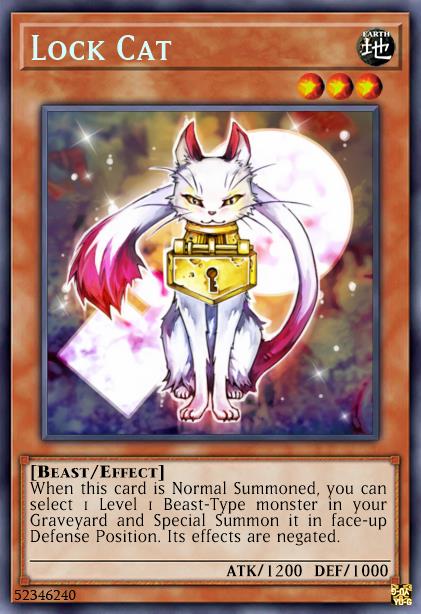 Lock Cat
EARTH
地
[Beast/Effect]
When this card is Normal Summoned, you can
select 1 Level 1 Beast-Type monster in your
Graveyard and Special Summon it in face-up
Defense Position. Its effects are negated.
ATK/1200 DEF/1000
52346240